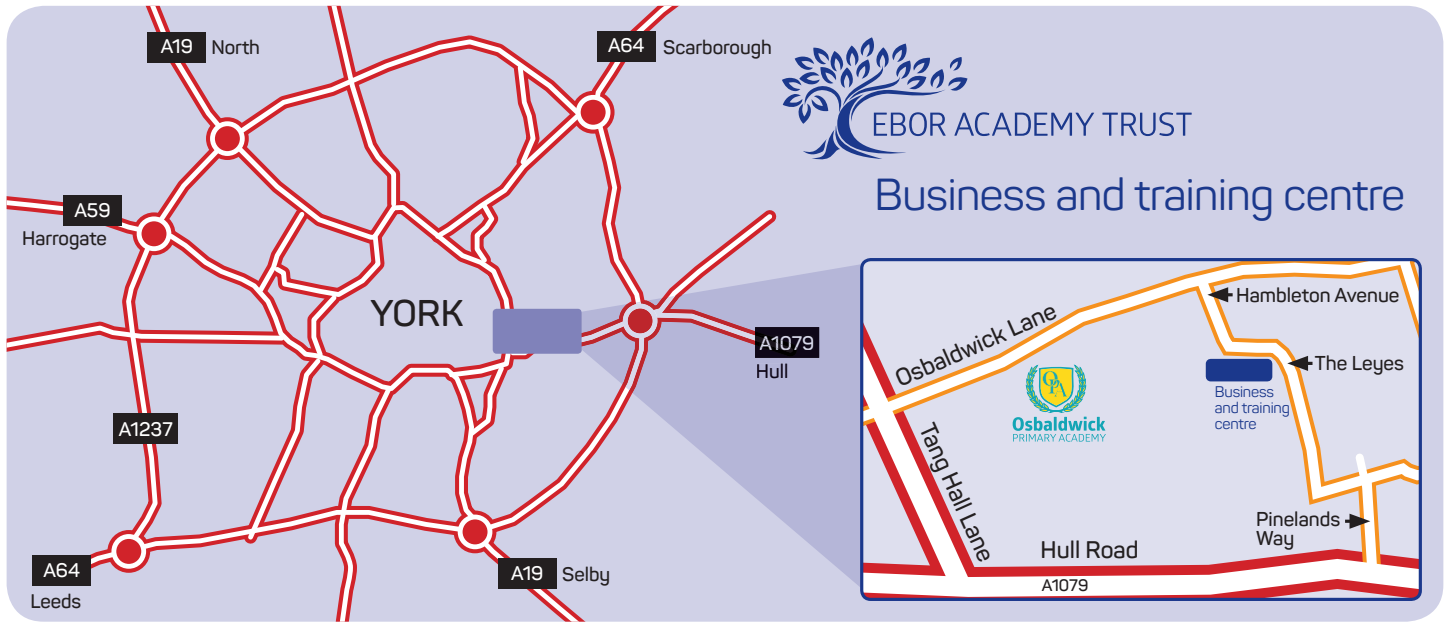 A19
North
A64
Scarborough
EBOR ACADEMY TRUST
Business and training centre
A59
Harrogate
YORK
A1079
Hull
A1237
A64
Leeds
A19
Selby
Hambleton Avenue
Osbaldwick Lane
The Leyes
OPA
Osbaldwick
PRIMARY ACADEMY
Business
and training
centre
Tang Hall Lane
Pinelands
Way
Hull Road
A1079